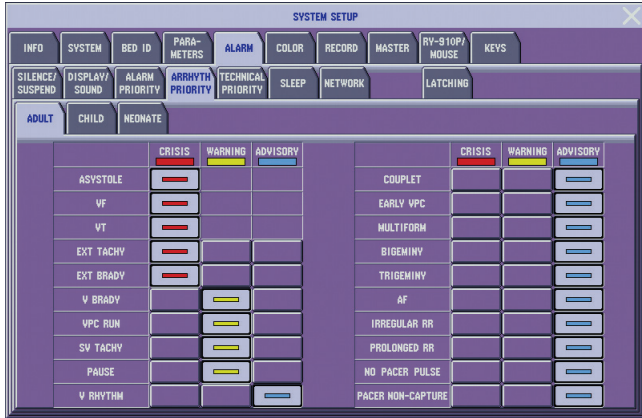 SYSTEM SETUP
INFO SYSTEM BED ID PARA- ALARM COLOR RECORD MASTER RY-910P/ KEYS
METERS MOUSE
SILENCE/ DISPLAY/ ALARM ARRHYTH TECHNICAL SLEEP NETWORK LATCHING
SUSPEND SOUND PRIORITY PRIORITY PRIORITY
ADULT CHILD NEONATE
CRISIS WARNING ADVISORY CRISIS WARNING ADVISORY
ASYSTOLE COUPLET
VF EARLY VPC
VT MULTIFORM
EXT TACHY BIGEMINY
EXT BRADY TRIGEMINY
V BRADY AF
VPC RUN IRREGULAR RR
SV TACHY PROLONGED RR
PAUSE NO PACER PULSE
V RHYTHM PACER NON-CAPTURE